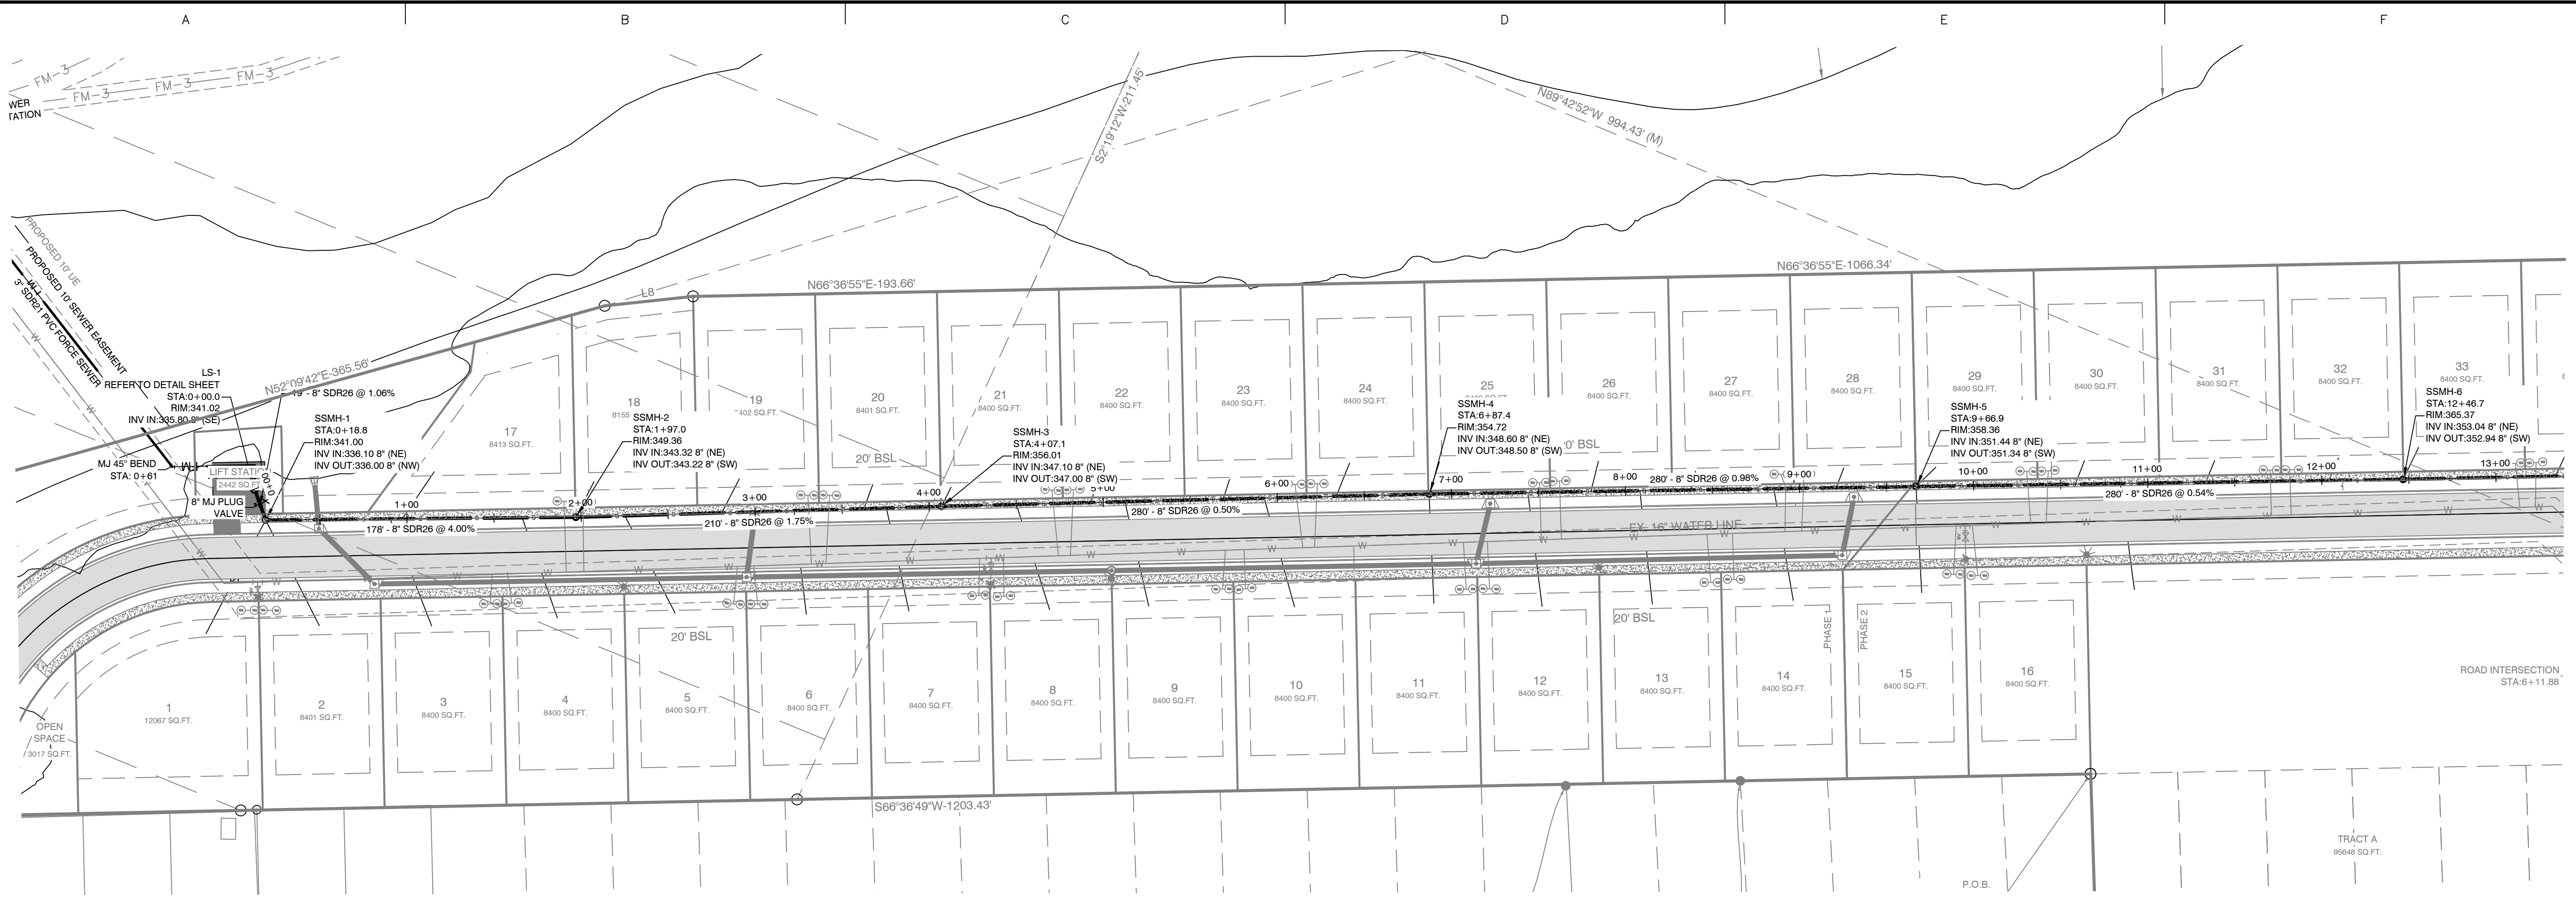 A
B
C
D
E
F
FM-3
FM-3
FM-3
WER
TATION
S2°19'12"W-211.45'
N89°42'52"W 994.43' (M)
PROPOSED 10' UE
PROPOSED 10' SEWER EASEMENT
3" SDR21 PVC FORCE SEWER
N52°09'42"E-365.56'
L8
N66°36'55"E-193.66'
N66°36'55"E-1066.34'
LS-1
REFER TO DETAIL SHEET
STA:0+00.0
RIM:341.02
INV IN:335.80 8" (SE)
19' - 8" SDR26 @ 1.06%
SSMH-1
STA:0+18.8
RIM:341.00
INV IN:336.10 8" (NE)
INV OUT:336.00 8" (NW)
MJ 45° BEND
STA: 0+61
LIFT STATION
2442 SQ.FT.
8" MJ PLUG
VALVE
17
8413 SQ.FT.
18
8155
SSMH-2
STA:1+97.0
RIM:349.36
INV IN:343.32 8" (NE)
INV OUT:343.22 8" (SW)
19
8402 SQ.FT.
20
8401 SQ.FT.
20' BSL
21
8400 SQ.FT.
SSMH-3
STA:4+07.1
RIM:356.01
INV IN:347.10 8" (NE)
INV OUT:347.00 8" (SW)
22
8400 SQ.FT.
23
8400 SQ.FT.
24
8400 SQ.FT.
25
8400 SQ.FT.
SSMH-4
STA:6+87.4
RIM:354.72
INV IN:348.60 8" (NE)
INV OUT:348.50 8" (SW)
20' BSL
26
8400 SQ.FT.
27
8400 SQ.FT.
28
8400 SQ.FT.
29
8400 SQ.FT.
SSMH-5
STA:9+66.9
RIM:358.36
INV IN:351.44 8" (NE)
INV OUT:351.34 8" (SW)
30
8400 SQ.FT.
31
8400 SQ.FT.
32
8400 SQ.FT.
33
8400 SQ.FT.
SSMH-6
STA:12+46.7
RIM:365.37
INV IN:353.04 8" (NE)
INV OUT:352.94 8" (SW)
1+00
2+00
3+00
4+00
5+00
6+00
7+00
8+00
9+00
10+00
11+00
12+00
13+00
178' - 8" SDR26 @ 4.00%
210' - 8" SDR26 @ 1.75%
280' - 8" SDR26 @ 0.50%
280' - 8" SDR26 @ 0.98%
280' - 8" SDR26 @ 0.54%
EX. 16" WATER LINE
OPEN
SPACE
3017 SQ.FT.
1
12067 SQ.FT.
2
8401 SQ.FT.
3
8400 SQ.FT.
4
8400 SQ.FT.
5
8400 SQ.FT.
20' BSL
6
8400 SQ.FT.
7
8400 SQ.FT.
8
8400 SQ.FT.
9
8400 SQ.FT.
10
8400 SQ.FT.
11
8400 SQ.FT.
12
8400 SQ.FT.
13
8400 SQ.FT.
20' BSL
14
8400 SQ.FT.
PHASE 1
PHASE 2
15
8400 SQ.FT.
16
8400 SQ.FT.
ROAD INTERSECTION
STA:6+11.88
S66°36'49"W-1203.43'
TRACT A
95648 SQ.FT.
P.O.B.